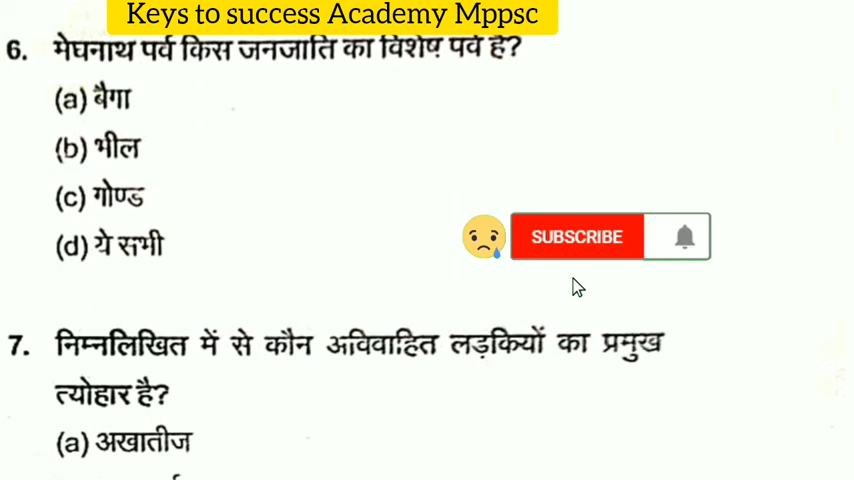 Keys to success Academy Mppsc
6. मेघनाथ पर्व किस जनजाति का विशेष पर्व है?
(a) बैगा
(b) भील
(c) गोण्ड
(d) ये सभी
SUBSCRIBE
7. निम्नलिखित में से कौन अविवाहित लड़कियों का प्रमुख
त्योहार है?
(a) अखातीज